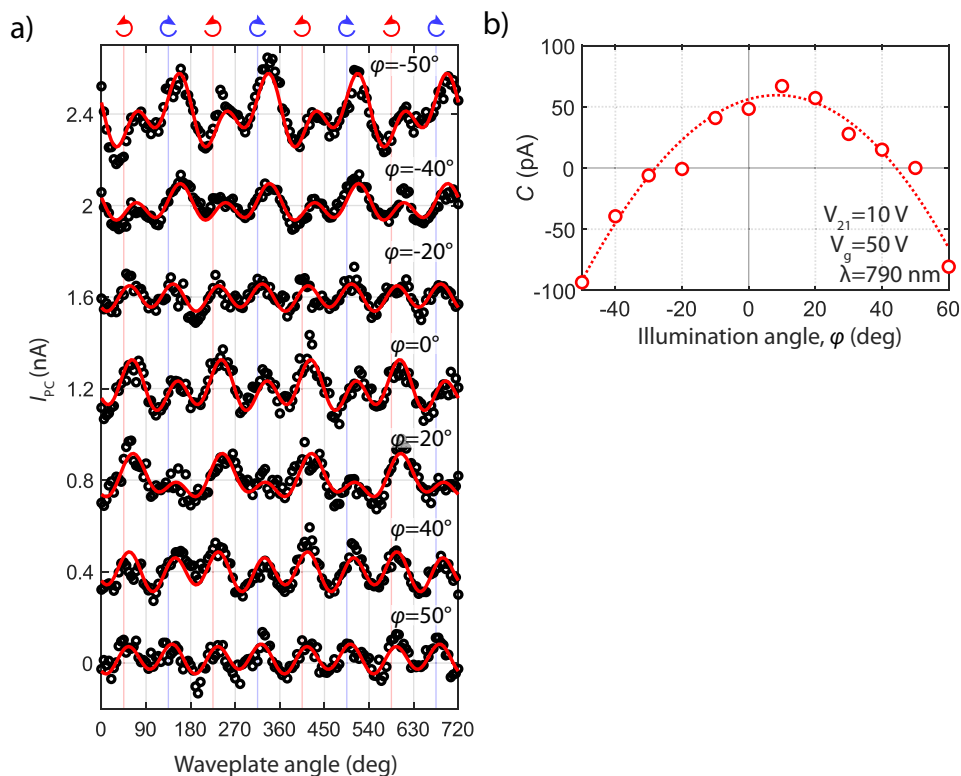 a)
φ=-50°
φ=-40°
φ=-20°
φ=0°
φ=20°
φ=40°
φ=50°
2.4
2
1.6
1.2
0.8
0.4
0
I_PC (nA)
0 90 180 270 360 450 540 630 720
Waveplate angle (deg)
b)
100
50
0
-50
-100
C (pA)
V_21=10 V
V_g=50 V
λ=790 nm
-40 -20 0 20 40 60
Illumination angle, φ (deg)